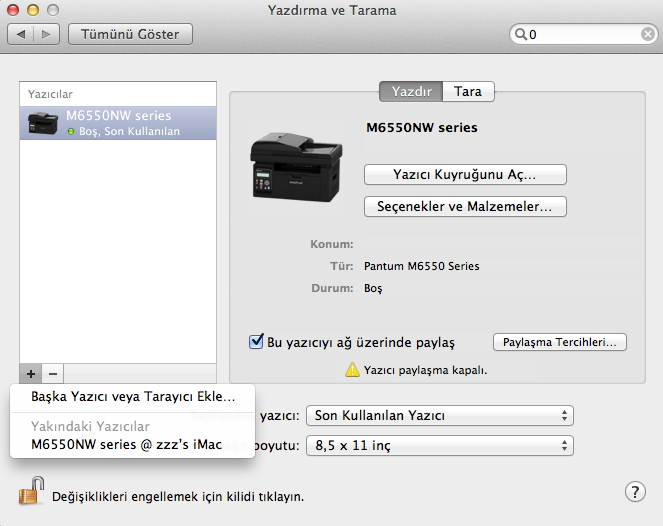 Yazdırma ve Tarama
Tümünü Göster
0
Yazıcılar
M6550NW series
Boş, Son Kullanılan
Yazdır
Tara
M6550NW series
Yazıcı Kuyruğunu Aç...
Seçenekler ve Malzemeler...
Konum:
Tür: Pantum M6550 Series
Durum: Boş
Bu yazıcıyı ağ üzerinde paylaş
Paylaşma Tercihleri...
Yazıcı paylaşma kapalı.
+ −
Başka Yazıcı veya Tarayıcı Ekle...
Yakındaki Yazıcılar
M6550NW series @ zzz's iMac
yazıcı: Son Kullanılan Yazıcı
boyutu: 8,5 x 11 inç
Değişiklikleri engellemek için kilidi tıklayın.
?